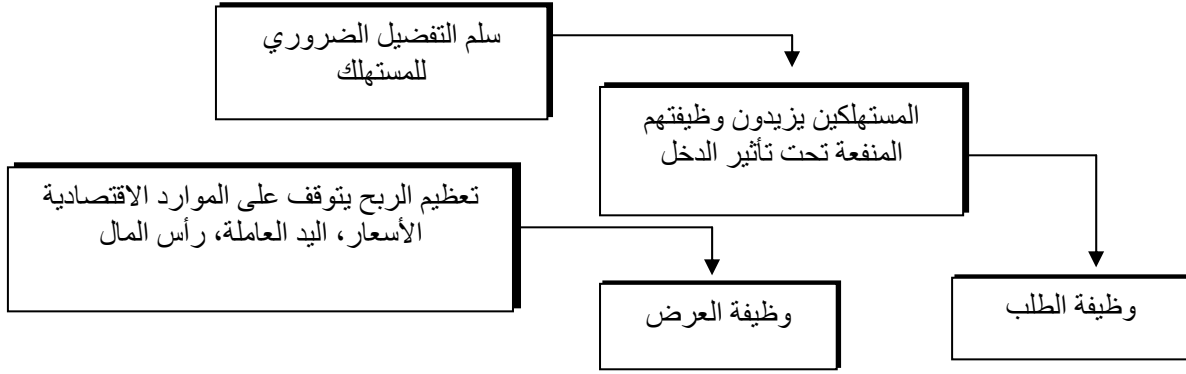 سلم التفضيل الضروري
للمستهلك
المستهلكين يزيدون وظيفتهم
المنفعة تحت تأثير الدخل
تعظيم الربح يتوقف على الموارد الاقتصادية
الأسعار، اليد العاملة، رأس المال
وظيفة الطلب
وظيفة العرض